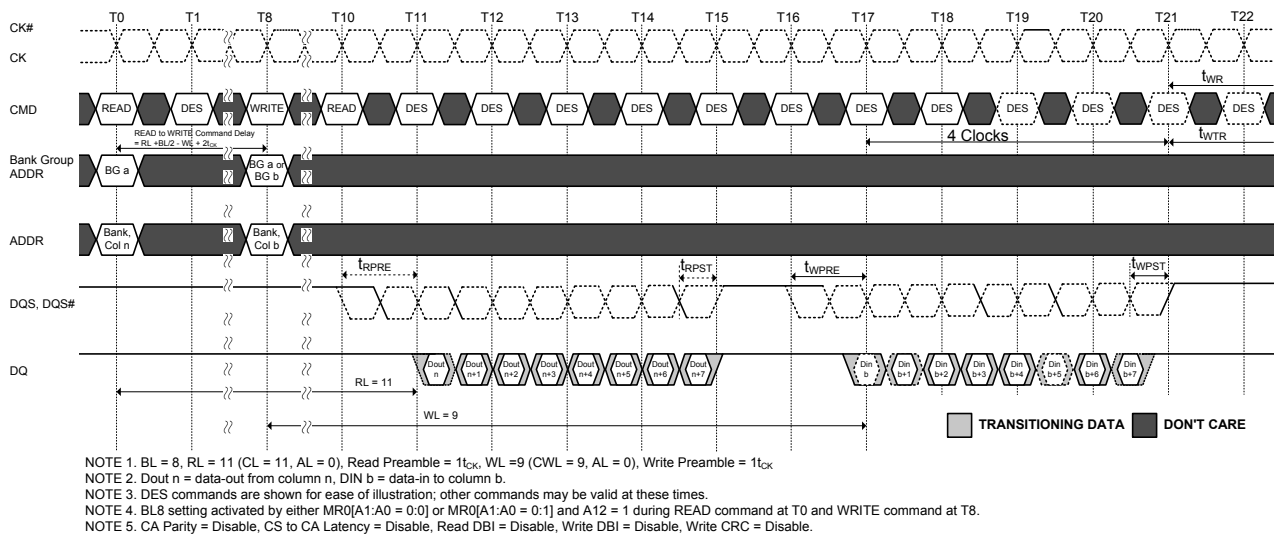 T0 T1 T8 T10 T11 T12 T13 T14 T15 T16 T17 T18 T19 T20 T21 T22
CK#
CK
tWR
CMD READ DES WRITE READ DES DES DES DES DES DES DES DES DES DES DES DES
READ to WRITE Command Delay
= RL +BL/2 - WL + 2tCK
4 Clocks
tWTR
Bank Group
ADDR
BG a
BG a or
BG b
ADDR
Bank,
Col n
Bank,
Col b
tRPRE tRPST tWPRE tWPST
DQS, DQS#
DQ
Dout
n
Dout
n+1
Dout
n+2
Dout
n+3
Dout
n+4
Dout
n+5
Dout
n+6
Dout
n+7
Din
b
Din
b+1
Din
b+2
Din
b+3
Din
b+4
Din
b+5
Din
b+6
Din
b+7
RL = 11
WL = 9
TRANSITIONING DATA DON'T CARE
NOTE 1. BL = 8, RL = 11 (CL = 11, AL = 0), Read Preamble = 1tCK, WL =9 (CWL = 9, AL = 0), Write Preamble = 1tCK
NOTE 2. Dout n = data-out from column n, DIN b = data-in to column b.
NOTE 3. DES commands are shown for ease of illustration; other commands may be valid at these times.
NOTE 4. BL8 setting activated by either MR0[A1:A0 = 0:0] or MR0[A1:A0 = 0:1] and A12 = 1 during READ command at T0 and WRITE command at T8.
NOTE 5. CA Parity = Disable, CS to CA Latency = Disable, Read DBI = Disable, Write DBI = Disable, Write CRC = Disable.